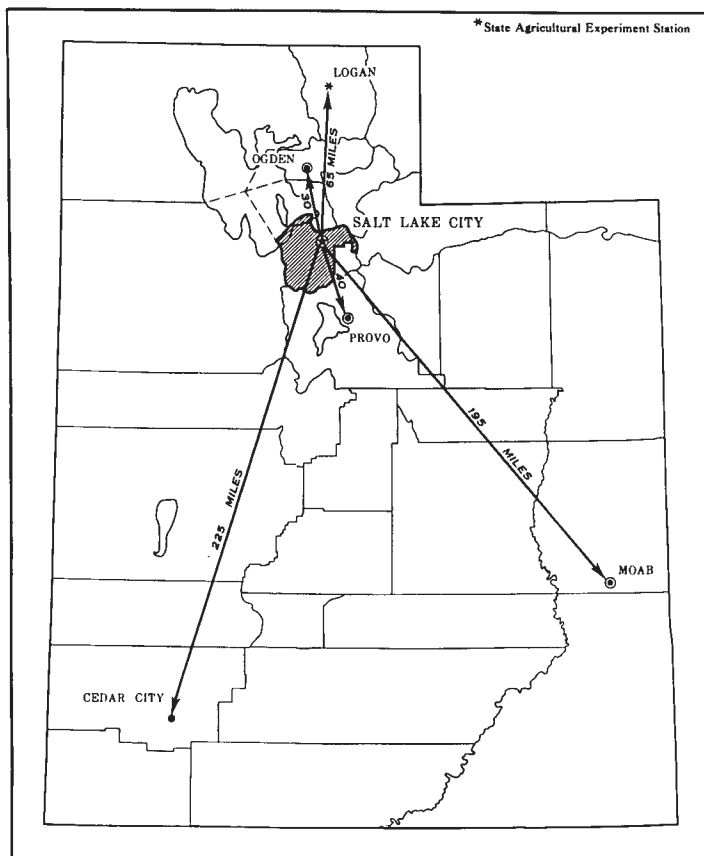 *State Agricultural Experiment Station
LOGAN
65 MILES
OGDEN
30
SALT LAKE CITY
40
PROVO
195 MILES
225 MILES
MOAB
CEDAR CITY